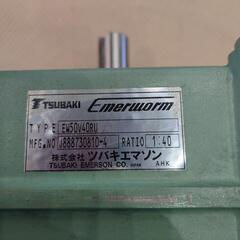 TSUBAKI Emerworm
TYPE EW50V40RU
MFG.NO J888730810-4 RATIO 1:40
株式会社 ツバキエマソン
TSUBAKI EMERSON CO. JAPAN AHK